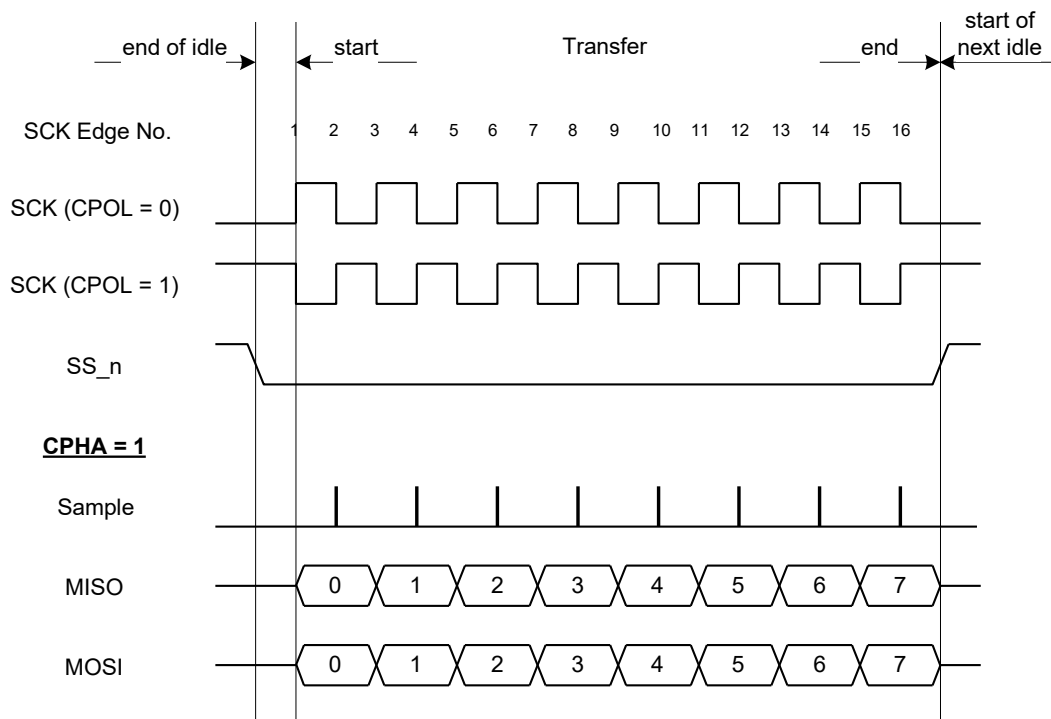 end of idle start Transfer end start of
next idle
SCK Edge No. 1 2 3 4 5 6 7 8 9 10 11 12 13 14 15 16
SCK (CPOL = 0)
SCK (CPOL = 1)
SS_n
CPHA = 1
Sample
MISO 0 1 2 3 4 5 6 7
MOSI 0 1 2 3 4 5 6 7